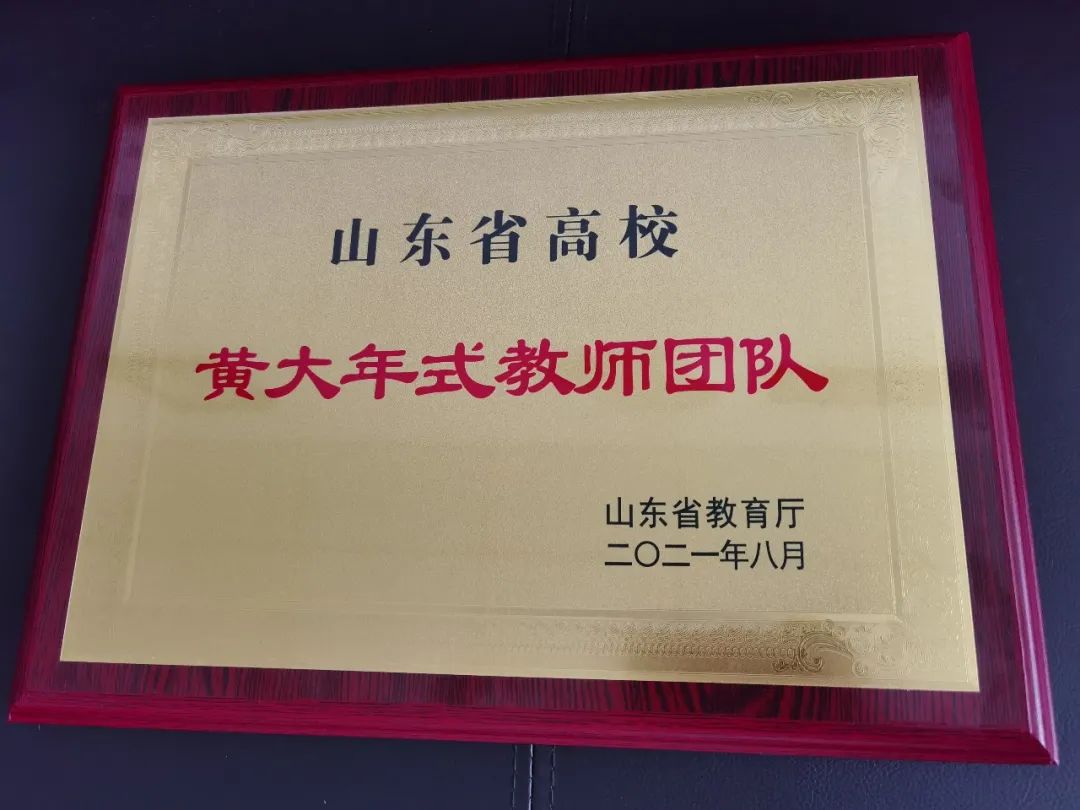 山东省高校
黄大年式教师团队
山东省教育厅
二〇二一年八月